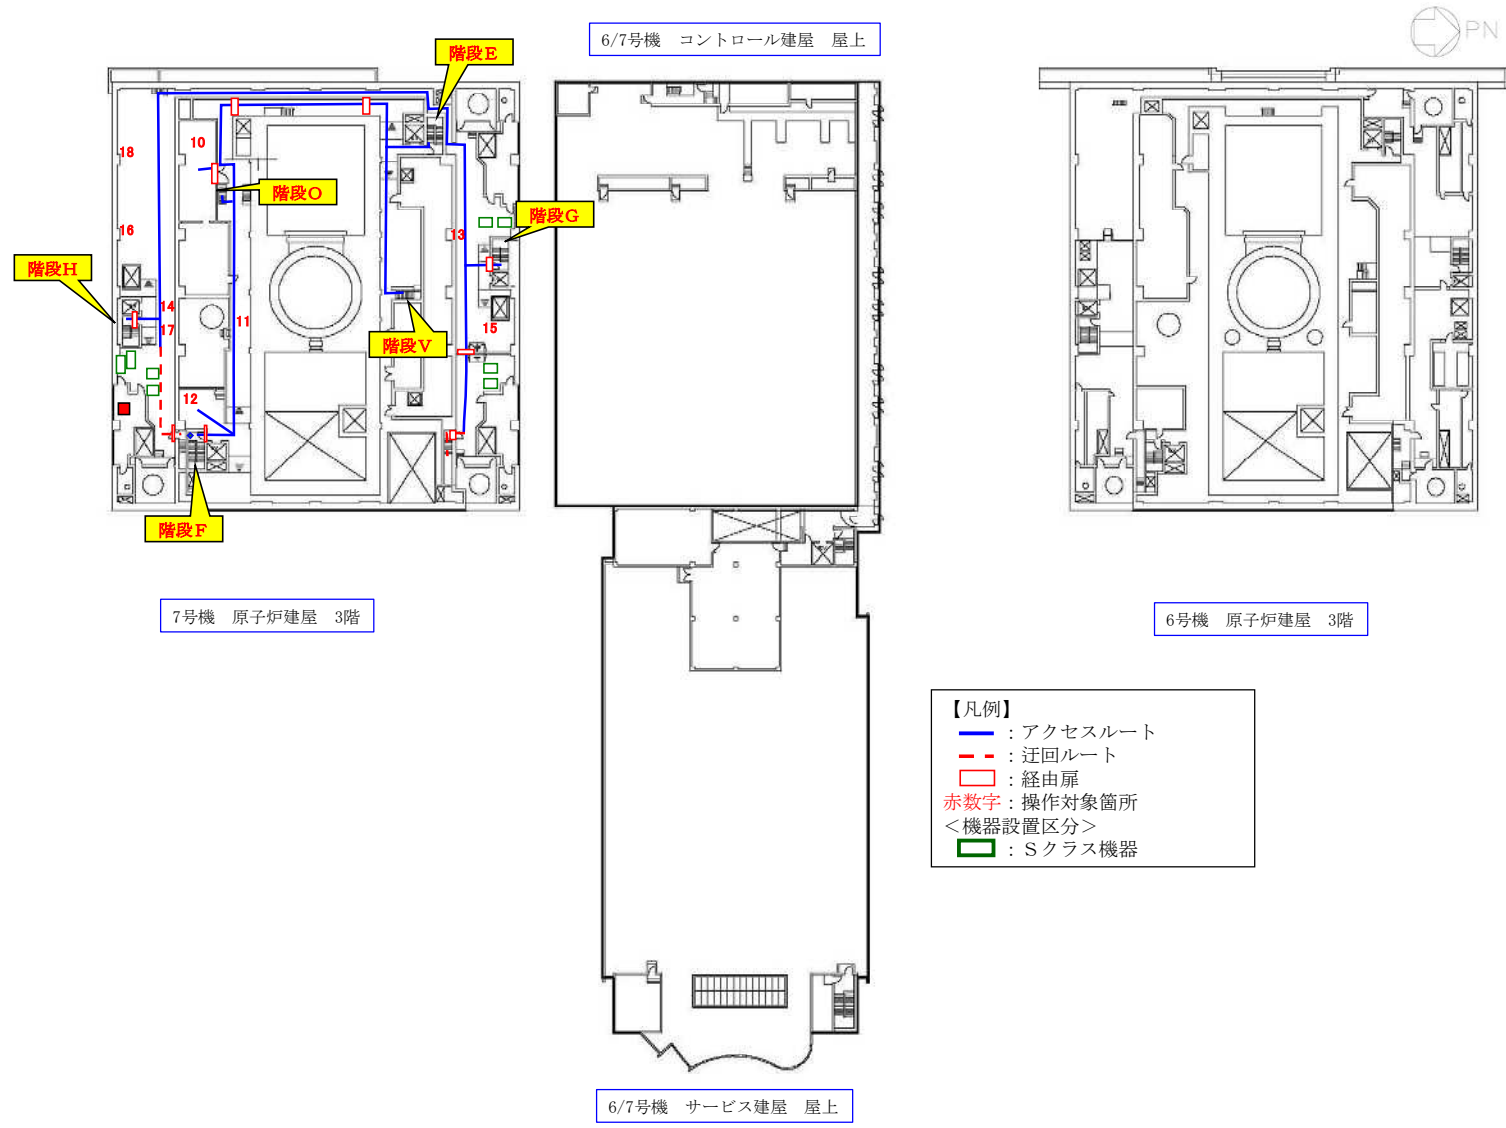 6/7号機　コントロール建屋　屋上
PN
階段E
18
10
階段O
16
13
階段G
階段H
14
17
11
15
階段V
12
階段F
7号機　原子炉建屋　3階
6号機　原子炉建屋　3階
【凡例】
：アクセスルート
：迂回ルート
：経由扉
赤数字：操作対象箇所
＜機器設置区分＞
：Ｓクラス機器
6/7号機　サービス建屋　屋上